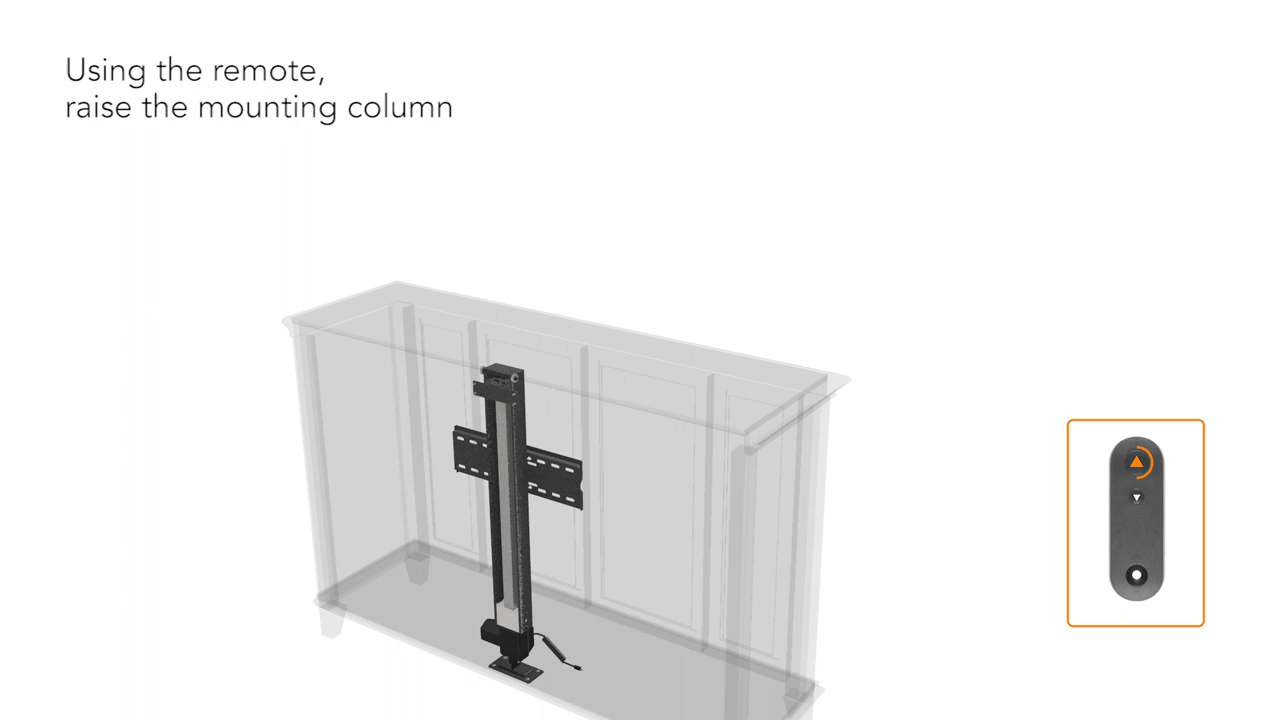 Using the remote,
raise the mounting column